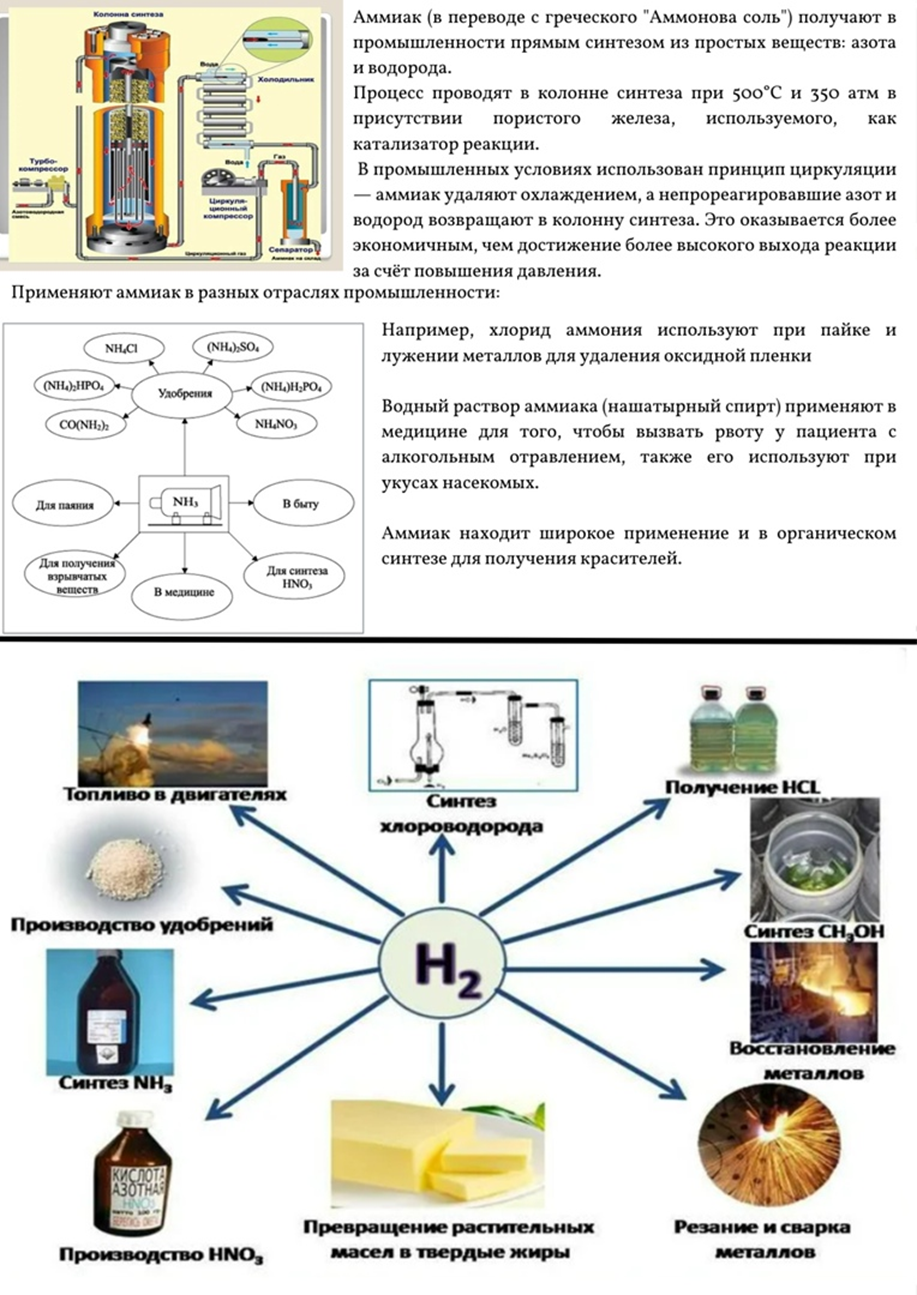 Колонна синтеза
Вода
Холодильник
Турбо-
компрессор
Вода
Газ
Циркуля-
ционный
компрессор
Азотоводородная
смесь
Циркуляционный газ
Сепаратор
Аммиак на склад
Аммиак (в переводе с греческого "Аммонова соль") получают в
промышленности прямым синтезом из простых веществ: азота
и водорода.
Процесс проводят в колонне синтеза при 500°С и 350 атм в
присутствии пористого железа, используемого, как
катализатор реакции.
В промышленных условиях использован принцип циркуляции
— аммиак удаляют охлаждением, а непрореагировавшие азот и
водород возвращают в колонну синтеза. Это оказывается более
экономичным, чем достижение более высокого выхода реакции
за счёт повышения давления.
Применяют аммиак в разных отраслях промышленности:
NH₄Cl
(NH₄)₂SO₄
(NH₄)₂HPO₄
Удобрения
(NH₄)H₂PO₄
CO(NH₂)₂
NH₄NO₃
Для паяния
NH₃
В быту
Для получения
взрывчатых
веществ
В медицине
Для синтеза
HNO₃
Например, хлорид аммония используют при пайке и
лужении металлов для удаления оксидной пленки
Водный раствор аммиака (нашатырный спирт) применяют в
медицине для того, чтобы вызвать рвоту у пациента с
алкогольным отравлением, также его используют при
укусах насекомых.
Аммиак находит широкое применение и в органическом
синтезе для получения красителей.
Топливо в двигателях
Синтез
хлороводорода
Получение HCL
Производство удобрений
Синтез CH₃OH
H₂
Синтез NH₃
Восстановление
металлов
КИСЛОТА
АЗОТНАЯ
HNO₃
Производство HNO₃
Превращение растительных
масел в твердые жиры
Резание и сварка
металлов